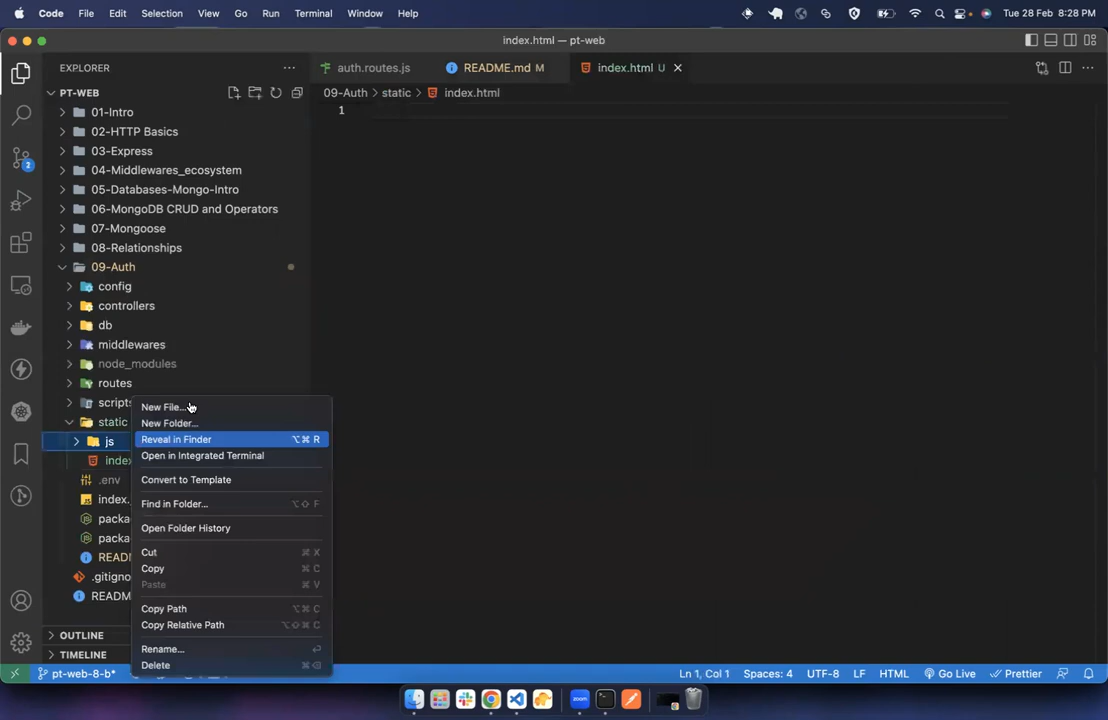 Code File Edit Selection View Go Run Terminal Window Help Tue 28 Feb 8:28 PM
index.html — pt-web
EXPLORER
auth.routes.js README.md M index.html U
PT-WEB
09-Auth > static > index.html
1
01-Intro
02-HTTP Basics
03-Express
04-Middlewares_ecosystem
05-Databases-Mongo-Intro
06-MongoDB CRUD and Operators
07-Mongoose
08-Relationships
09-Auth
config
controllers
db
middlewares
node_modules
routes
scripts
static
js
index
.env
index.
packa
packa
READM
.gitigno
READM
New File...
New Folder...
Reveal in Finder ⌥⌘ R
Open in Integrated Terminal
Convert to Template
Find in Folder... ⌥⇧ F
Open Folder History
Cut ⌘ X
Copy ⌘ C
Paste ⌘ V
Copy Path ⌥⌘ C
Copy Relative Path ⌥⇧⌘ C
Rename...
Delete ⌘⌫
OUTLINE
TIMELINE
2
pt-web-8-b* Ln 1, Col 1 Spaces: 4 UTF-8 LF HTML Go Live Prettier
zoom